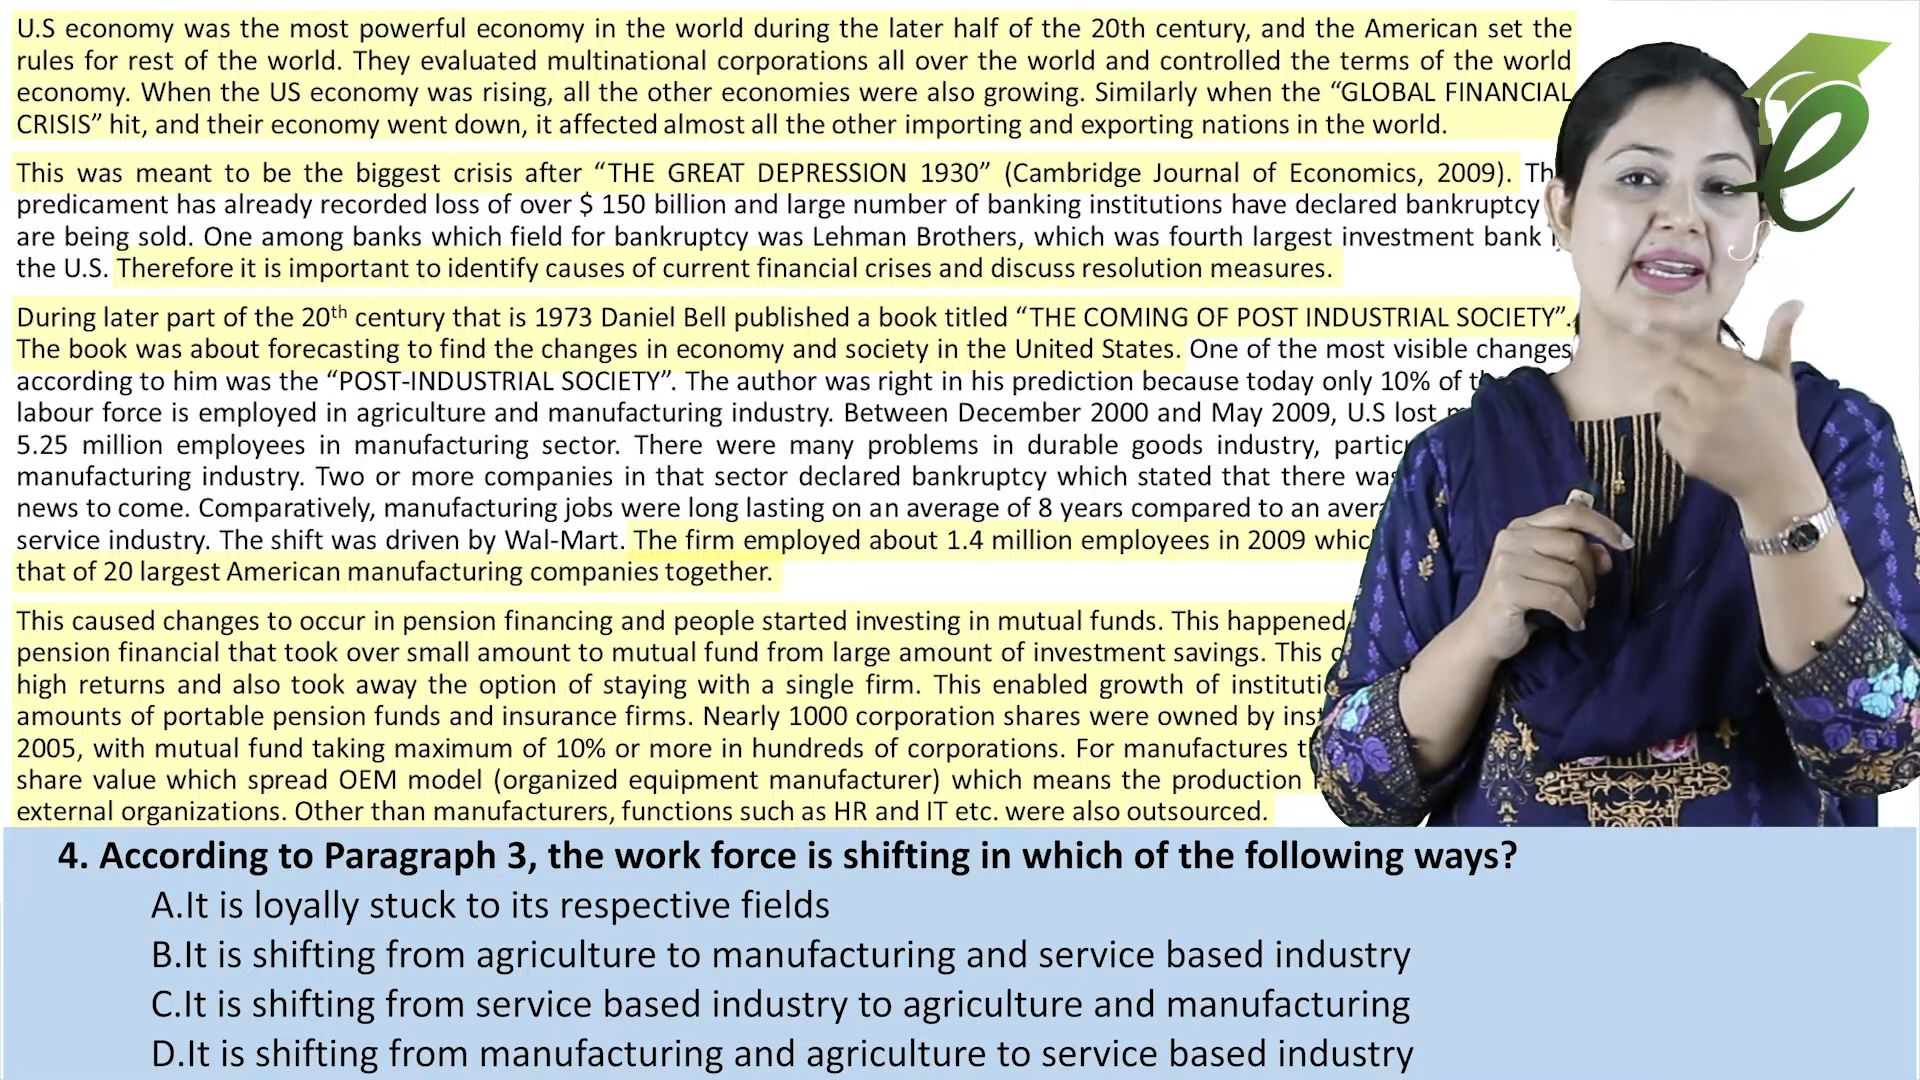 U.S economy was the most powerful economy in the world during the later half of the 20th century, and the American set the
rules for rest of the world. They evaluated multinational corporations all over the world and controlled the terms of the world
economy. When the US economy was rising, all the other economies were also growing. Similarly when the “GLOBAL FINANCIAL
CRISIS” hit, and their economy went down, it affected almost all the other importing and exporting nations in the world.
This was meant to be the biggest crisis after “THE GREAT DEPRESSION 1930” (Cambridge Journal of Economics, 2009).
predicament has already recorded loss of over $ 150 billion and large number of banking institutions have declared bankruptcy
are being sold. One among banks which field for bankruptcy was Lehman Brothers, which was fourth largest investment bank
the U.S. Therefore it is important to identify causes of current financial crises and discuss resolution measures.
During later part of the 20th century that is 1973 Daniel Bell published a book titled “THE COMING OF POST INDUSTRIAL SOCIETY”.
The book was about forecasting to find the changes in economy and society in the United States. One of the most visible changes
according to him was the “POST-INDUSTRIAL SOCIETY”. The author was right in his prediction because today only 10% of
labour force is employed in agriculture and manufacturing industry. Between December 2000 and May 2009, U.S lost
5.25 million employees in manufacturing sector. There were many problems in durable goods industry,
manufacturing industry. Two or more companies in that sector declared bankruptcy which stated that there
news to come. Comparatively, manufacturing jobs were long lasting on an average of 8 years compared to an
service industry. The shift was driven by Wal-Mart. The firm employed about 1.4 million employees in 2009
that of 20 largest American manufacturing companies together.
This caused changes to occur in pension financing and people started investing in mutual funds. This happened
pension financial that took over small amount to mutual fund from large amount of investment savings. This
high returns and also took away the option of staying with a single firm. This enabled growth of
amounts of portable pension funds and insurance firms. Nearly 1000 corporation shares were owned by
2005, with mutual fund taking maximum of 10% or more in hundreds of corporations. For manufactures
share value which spread OEM model (organized equipment manufacturer) which means the production
external organizations. Other than manufacturers, functions such as HR and IT etc. were also outsourced.
4. According to Paragraph 3, the work force is shifting in which of the following ways?
A.It is loyally stuck to its respective fields
B.It is shifting from agriculture to manufacturing and service based industry
C.It is shifting from service based industry to agriculture and manufacturing
D.It is shifting from manufacturing and agriculture to service based industry